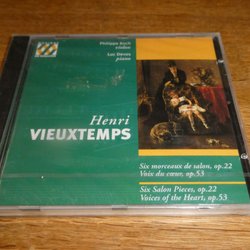 Philippe Koch
violon
Luc Devos
piano
Henri
VIEUXTEMPS
Six morceaux de salon, op.22
Voix du cœur, op.53
Six Salon Pieces, op.22
Voices of the Heart, op.53